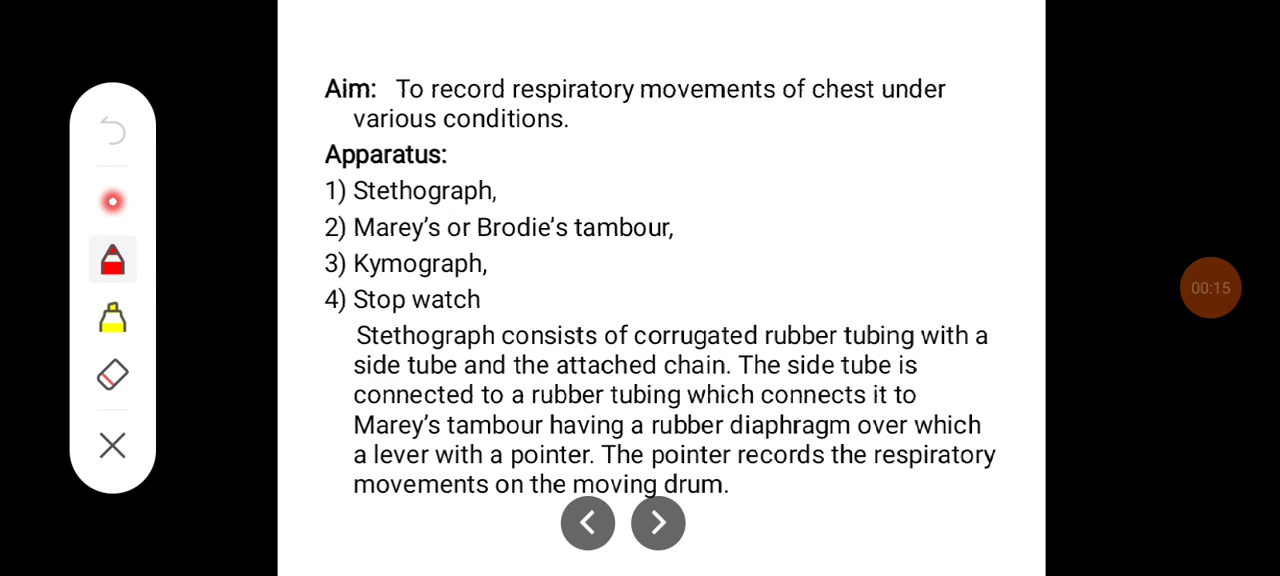 Aim: To record respiratory movements of chest under
various conditions.
Apparatus:
1) Stethograph,
2) Marey’s or Brodie’s tambour,
3) Kymograph,
4) Stop watch
Stethograph consists of corrugated rubber tubing with a
side tube and the attached chain. The side tube is
connected to a rubber tubing which connects it to
Marey’s tambour having a rubber diaphragm over which
a lever with a pointer. The pointer records the respiratory
movements on the moving drum.
00:15